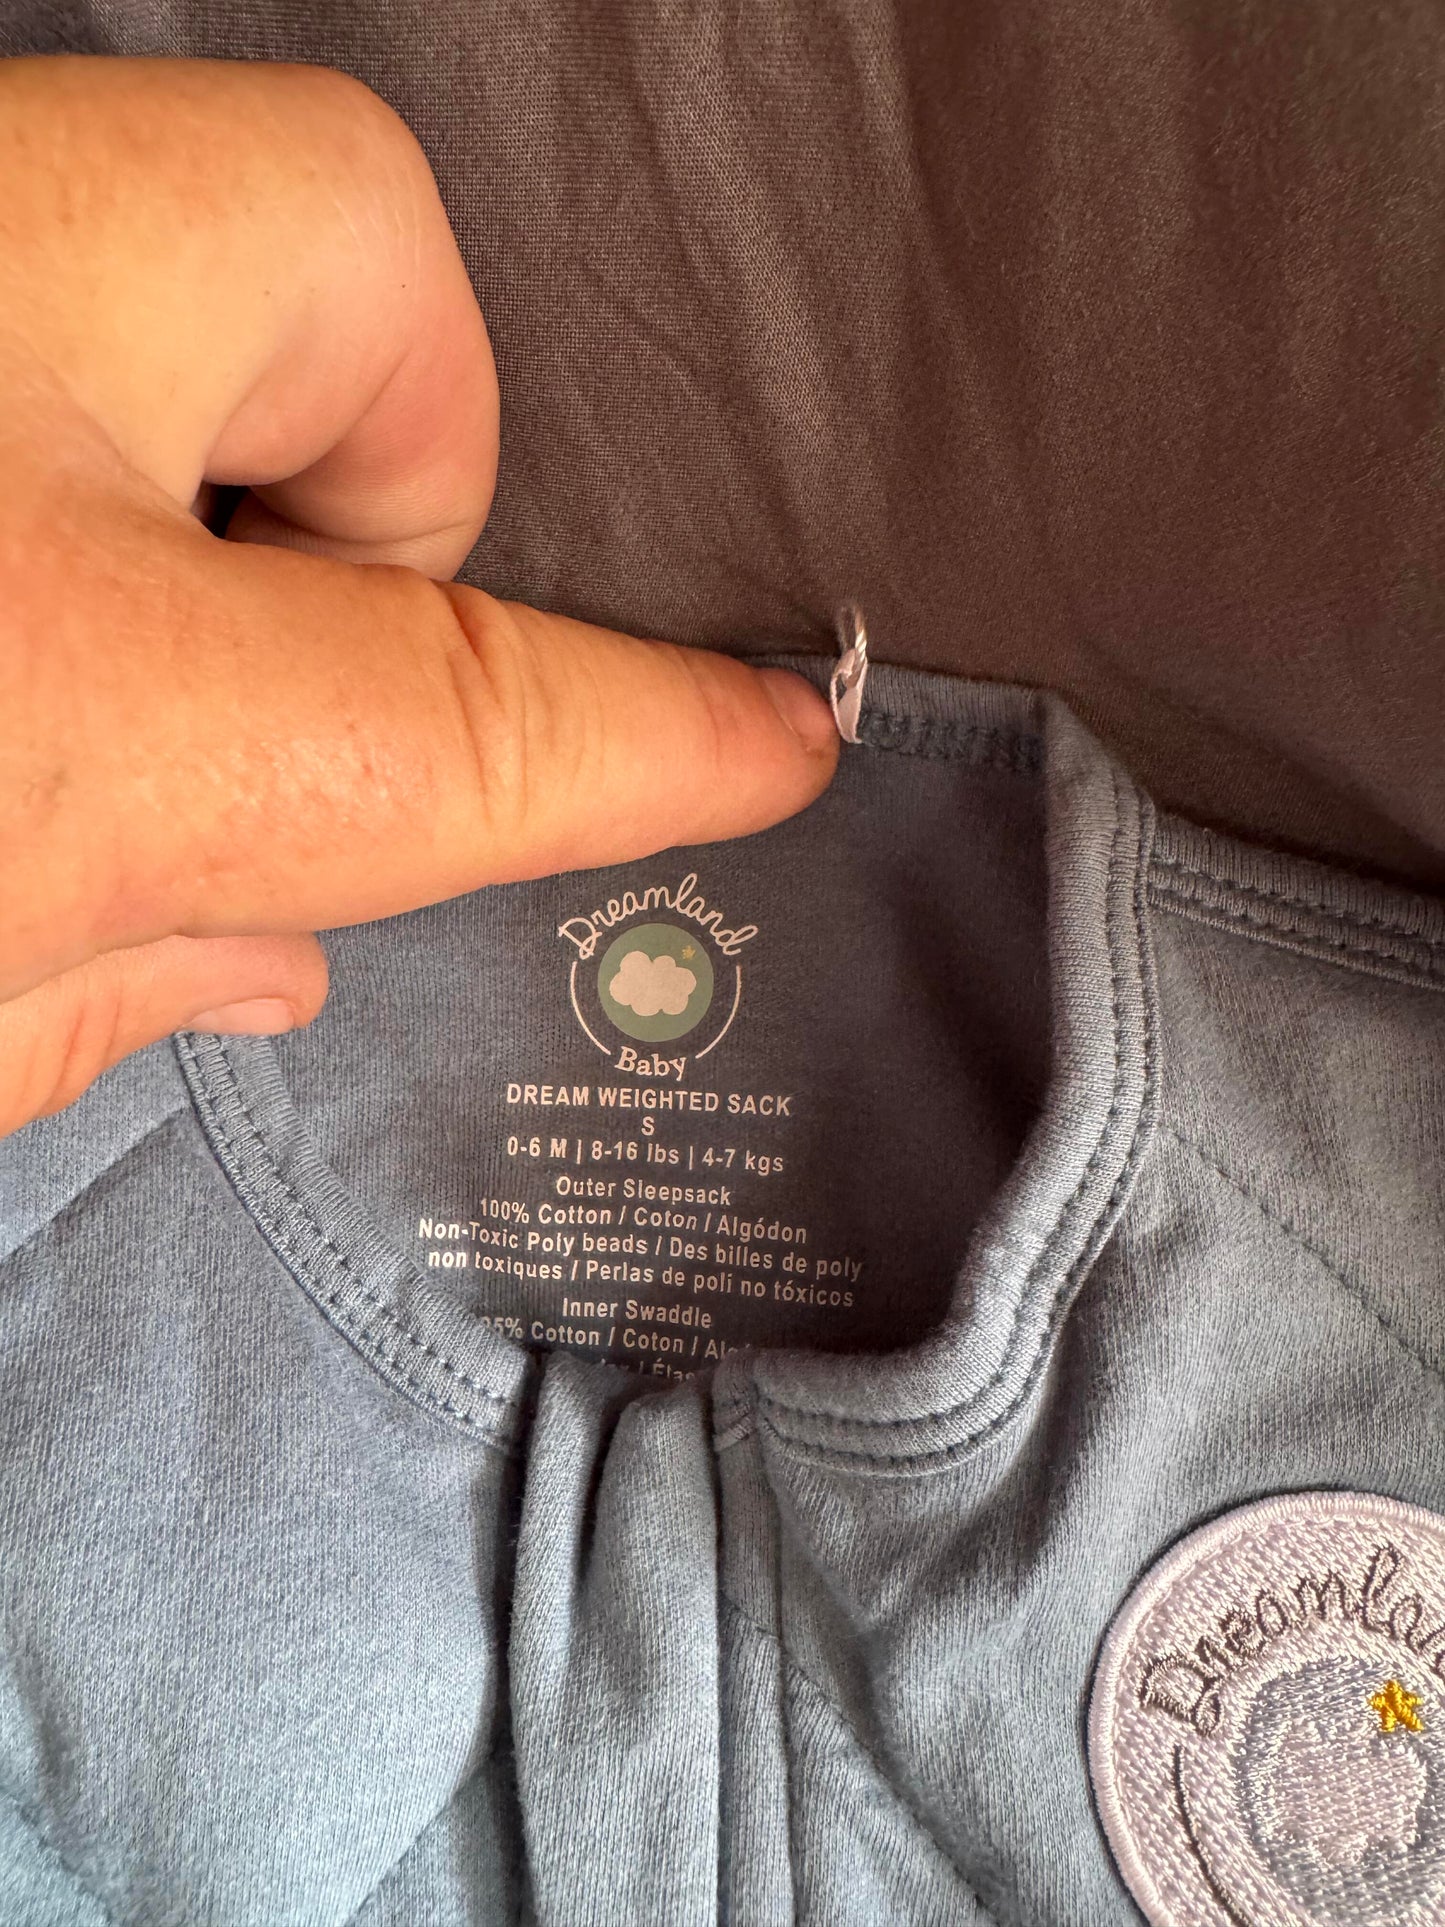 Dreamland
Baby
DREAM WEIGHTED SACK
S
0-6 M | 8-16 lbs | 4-7 kgs
Outer Sleepsack
100% Cotton / Coton / Algódon
Non-Toxic Poly beads / Des billes de poly
non toxiques / Perlas de poli no tóxicos
Inner Swaddle
Cotton / Coton /